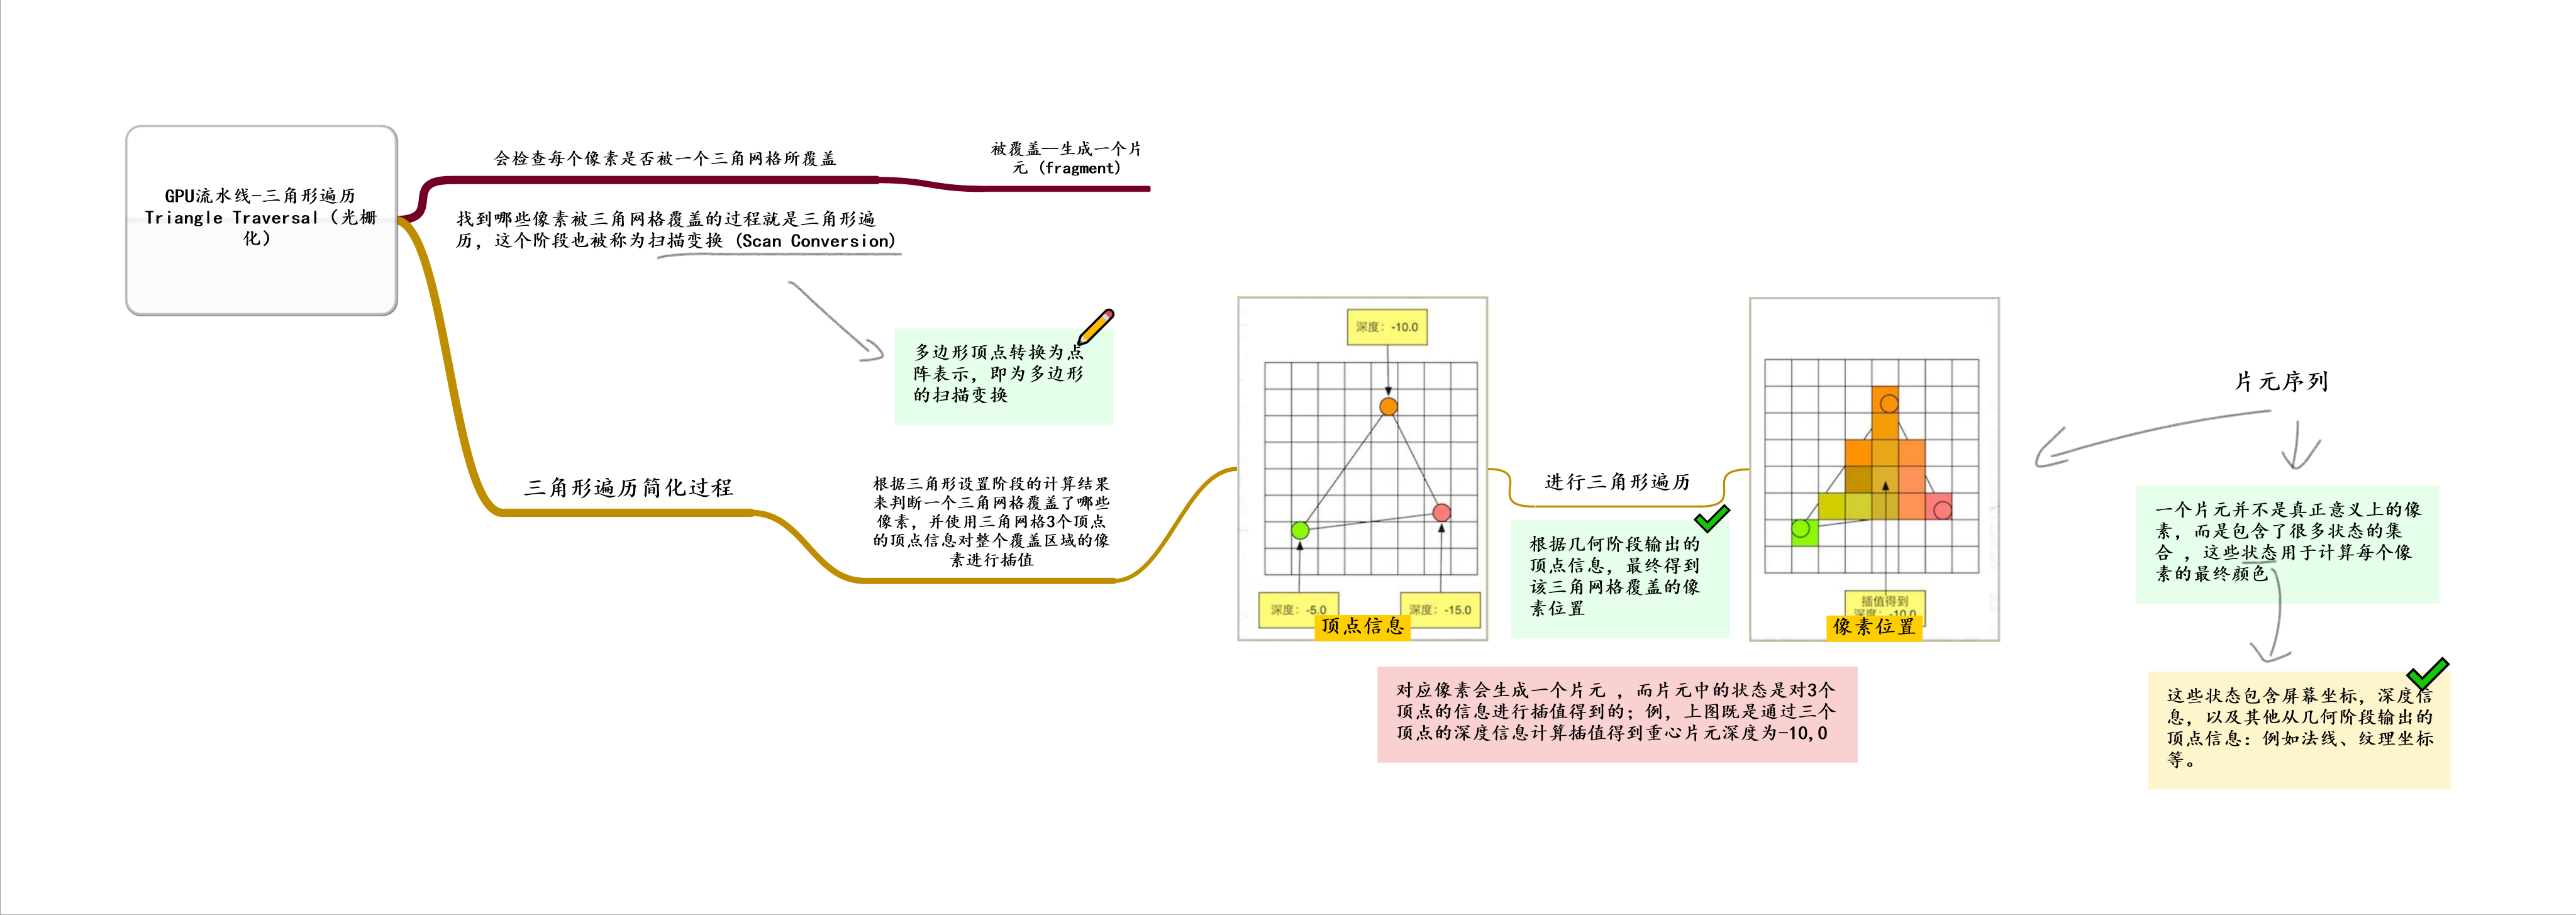 GPU流水线-三角形遍历
Triangle Traversal（光栅
化）
会检查每个像素是否被一个三角网格所覆盖
被覆盖--生成一个片
元（fragment）
找到哪些像素被三角网格覆盖的过程就是三角形遍
历，这个阶段也被称为扫描变换（Scan Conversion）
多边形顶点转换为点
阵表示，即为多边形
的扫描变换
三角形遍历简化过程
根据三角形设置阶段的计算结果
来判断一个三角网格覆盖了哪些
像素，并使用三角网格3个顶点
的顶点信息对整个覆盖区域的像
素进行插值
深度：-10.0
深度：-5.0
深度：-15.0
顶点信息
进行三角形遍历
根据几何阶段输出的
顶点信息，最终得到
该三角网格覆盖的像
素位置
插值得到
深度：-10.0
像素位置
对应像素会生成一个片元 ，而片元中的状态是对3个
顶点的信息进行插值得到的；例，上图既是通过三个
顶点的深度信息计算插值得到重心片元深度为-10,0
片元序列
一个片元并不是真正意义上的像
素，而是包含了很多状态的集
合 ，这些状态用于计算每个像
素的最终颜色
这些状态包含屏幕坐标，深度信
息，以及其他从几何阶段输出的
顶点信息：例如法线、纹理坐标
等。